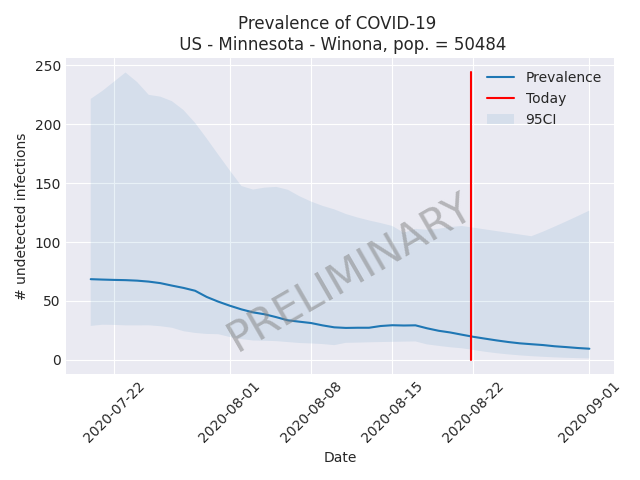 Prevalence of COVID-19
US - Minnesota - Winona, pop. = 50484
250
200
150
100
50
0
# undetected infections
Prevalence
Today
95CI
PRELIMINARY
2020-07-22
2020-08-01
2020-08-08
2020-08-15
2020-08-22
2020-09-01
Date